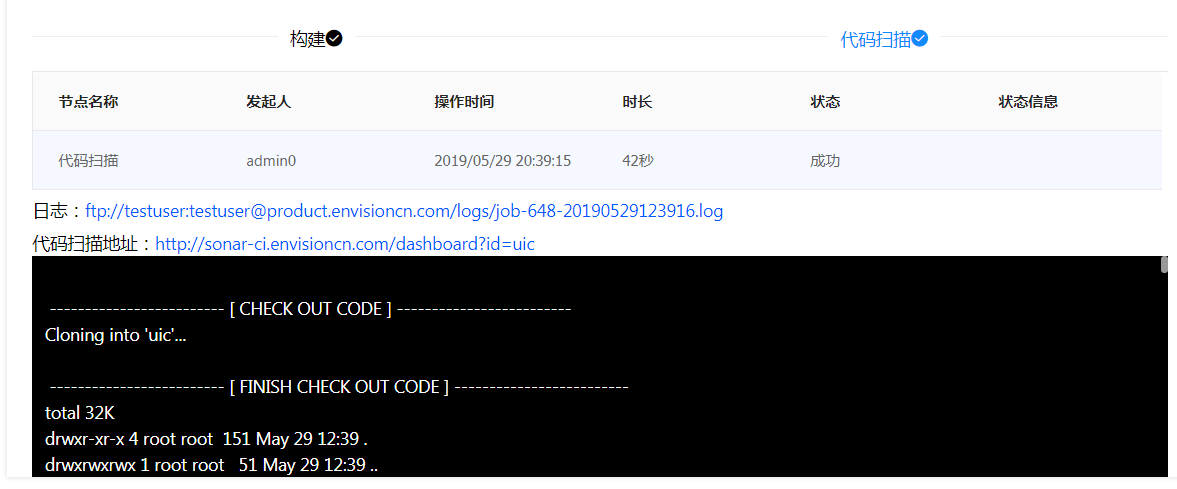 构建 代码扫描
节点名称 发起人 操作时间 时长 状态 状态信息
代码扫描 admin0 2019/05/29 20:39:15 42秒 成功
日志：ftp://testuser:testuser@product.envisioncn.com/logs/job-648-20190529123916.log
代码扫描地址：http://sonar-ci.envisioncn.com/dashboard?id=uic
------------------------- [ CHECK OUT CODE ] -------------------------
Cloning into 'uic'...
------------------------- [ FINISH CHECK OUT CODE ] -------------------------
total 32K
drwxr-xr-x 4 root root  151 May 29 12:39 .
drwxrwxrwx 1 root root   51 May 29 12:39 ..